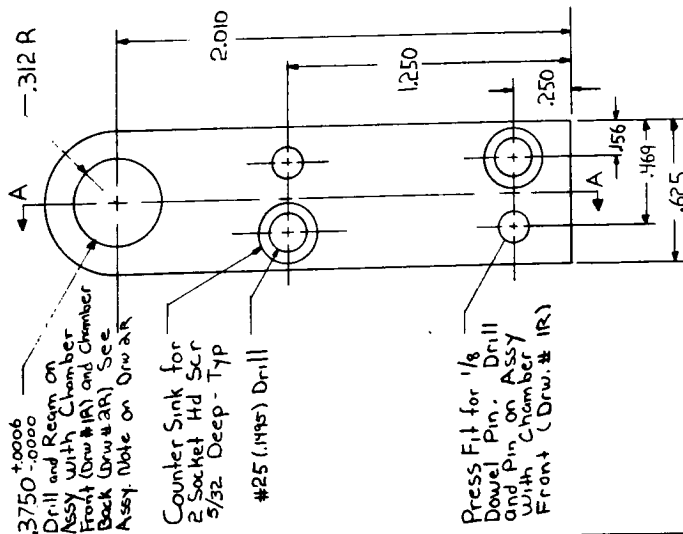 .3750 +.0006 -.0000
Drill and Ream on
Assy with Chamber
Front (Drw #1R) and Chamber
Back (Drw # 2R) See
Assy. Note on Drw 2R
.312 R
A
2.010
1.250
.250
Counter Sink for
2 Socket Hd Scr
5/32 Deep - Typ
#25 (.1495) Drill
Press Fit for 1/8
Dowel Pin. Drill
and Pin on Assy
with Chamber
Front (Drw. # 1R)
A
.156
.469
.625